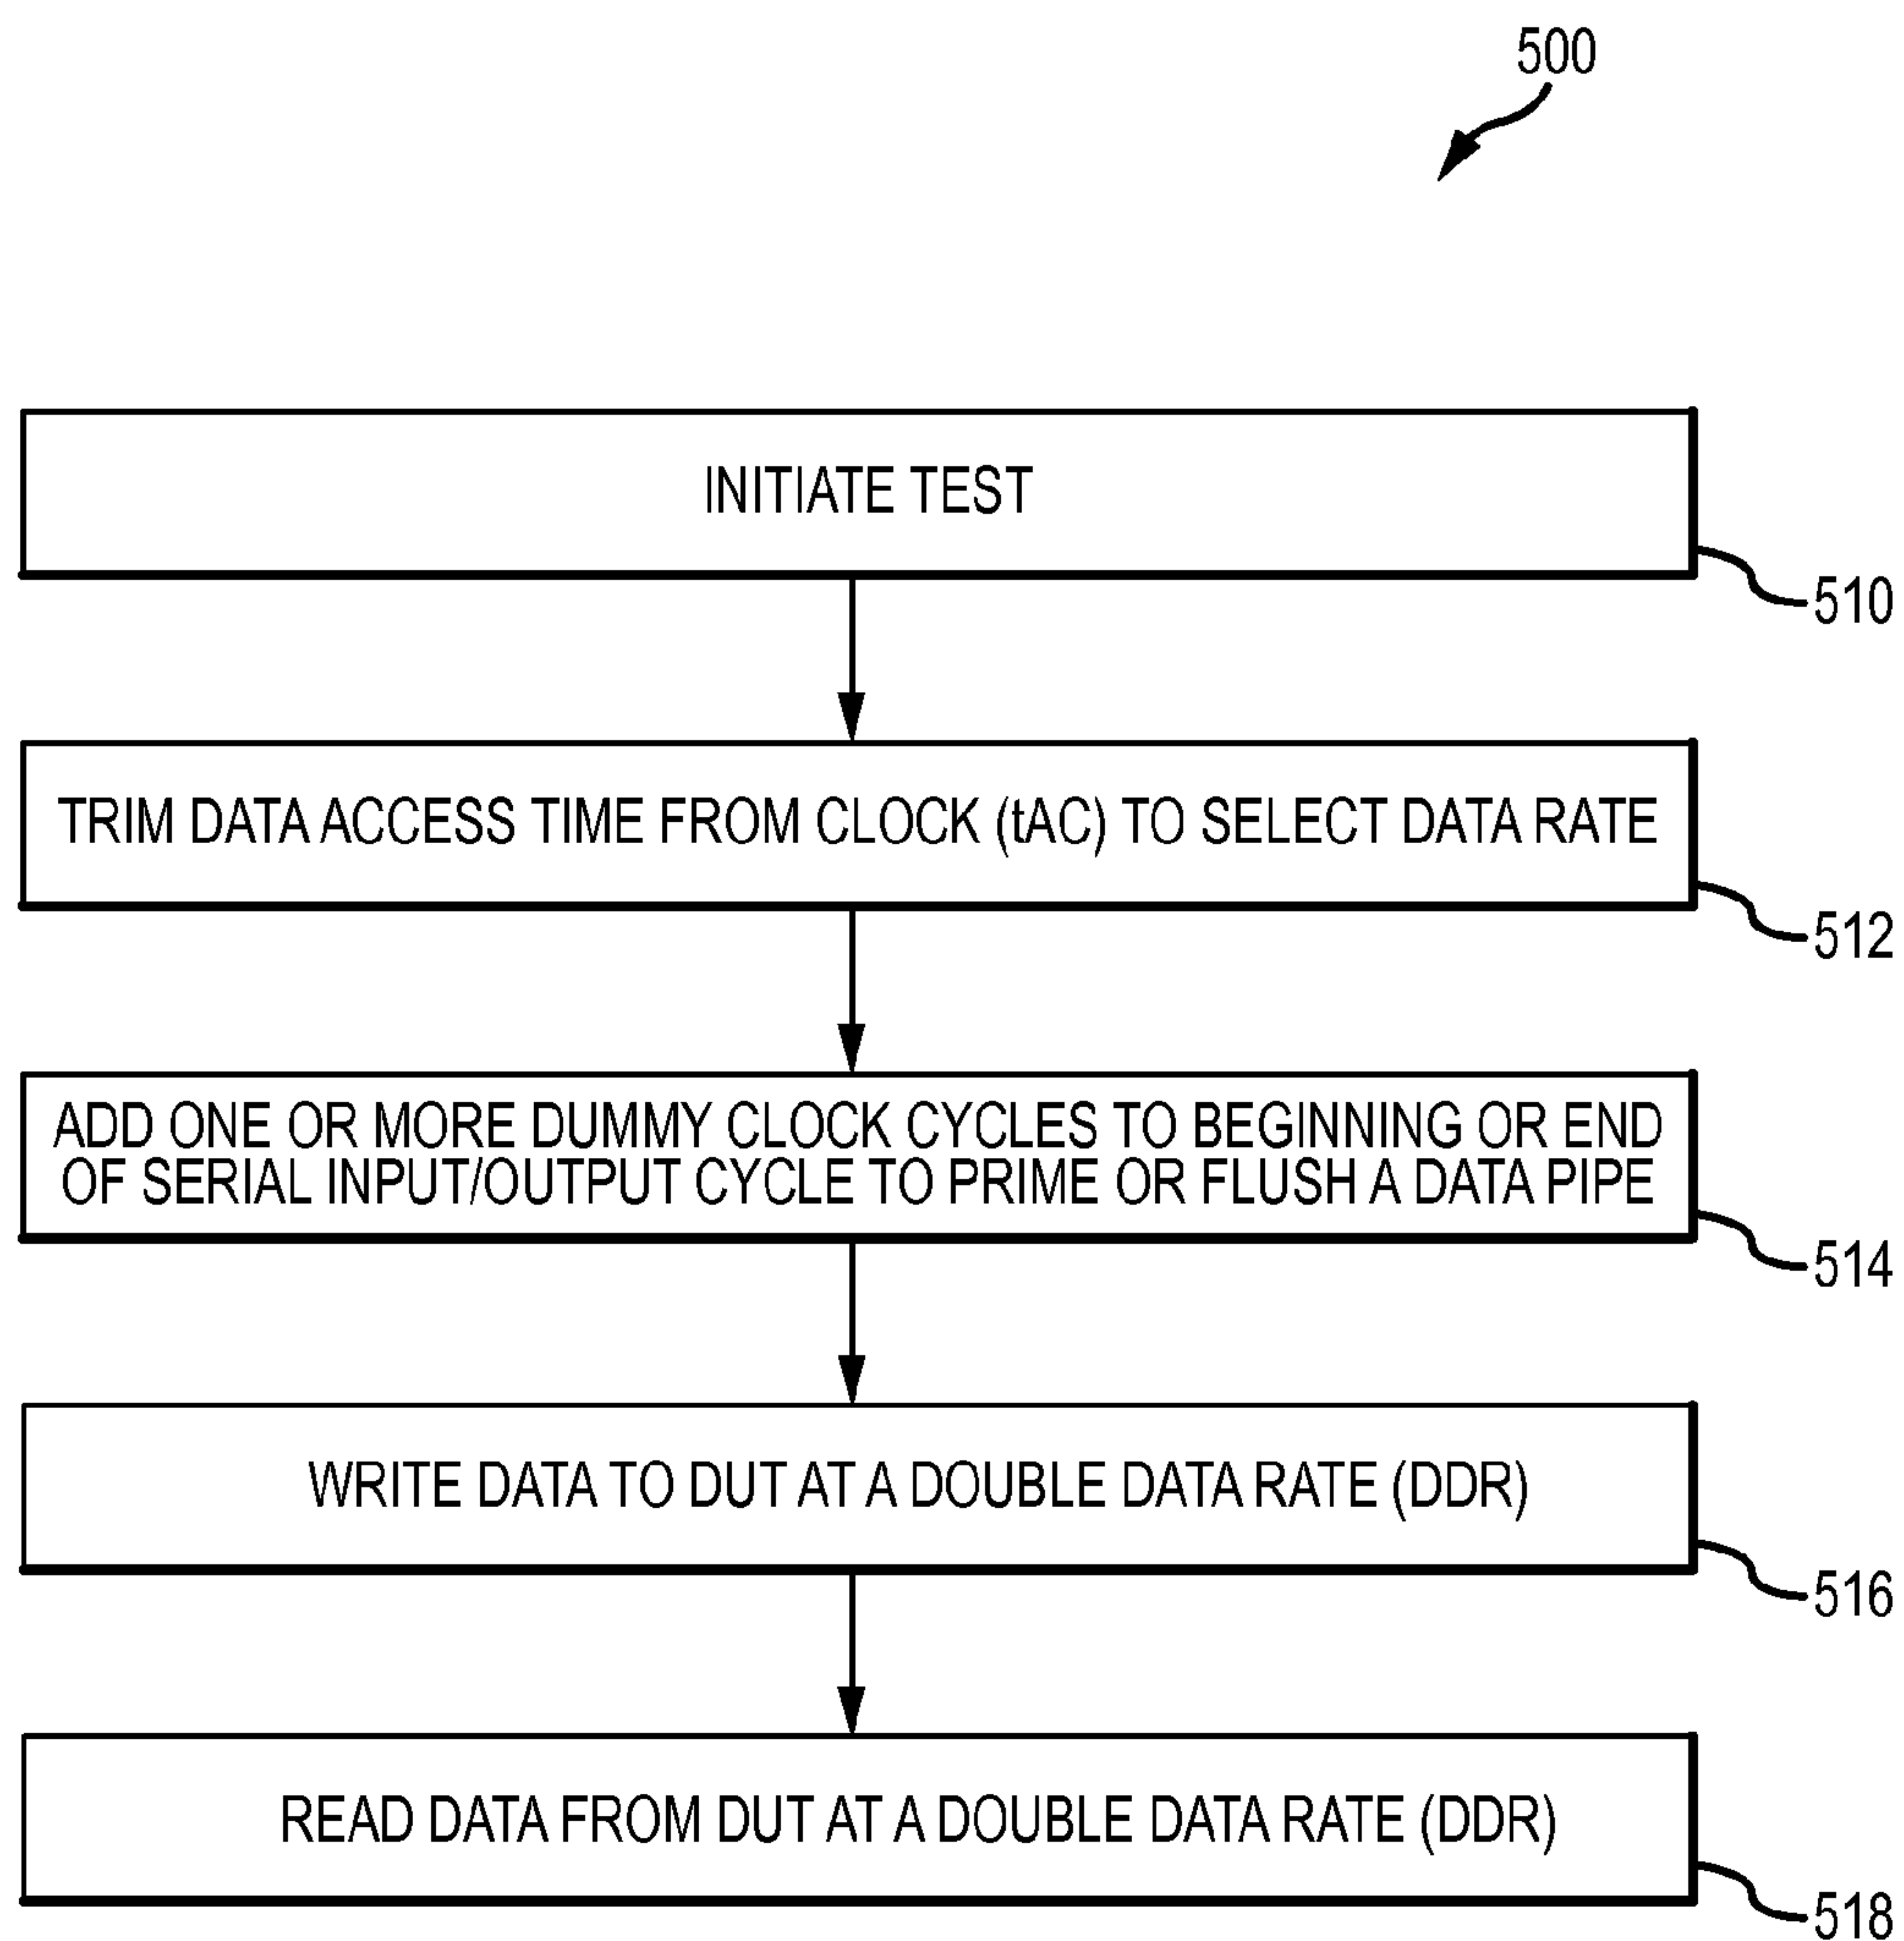 500
INITIATE TEST
510
TRIM DATA ACCESS TIME FROM CLOCK (tAC) TO SELECT DATA RATE
512
ADD ONE OR MORE DUMMY CLOCK CYCLES TO BEGINNING OR END
OF SERIAL INPUT/OUTPUT CYCLE TO PRIME OR FLUSH A DATA PIPE
514
WRITE DATA TO DUT AT A DOUBLE DATA RATE (DDR)
516
READ DATA FROM DUT AT A DOUBLE DATA RATE (DDR)
518